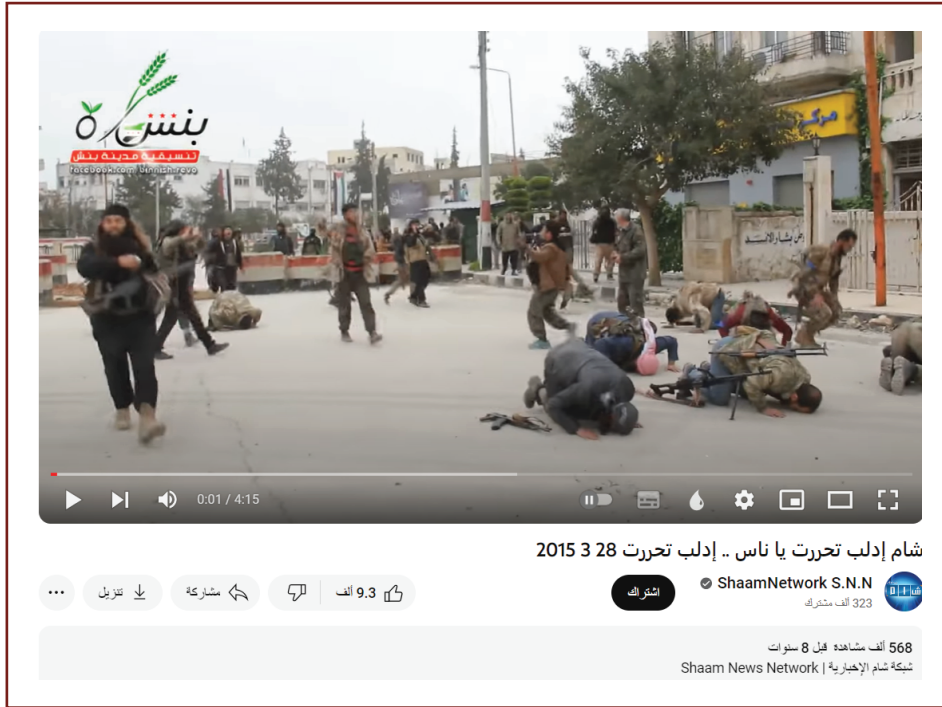 بنش
تنسيقية مدينة بنش
facebook.com/binnish.revo
مركز
0:01 / 4:15
شام إدلب تحررت يا ناس .. إدلب تحررت 28 3 2015
ShaamNetwork S.N.N
323 ألف مشترك
اشتراك
9.3 ألف
مشاركة
تنزيل
568 ألف مشاهدة قبل 8 سنوات
شبكة شام الإخبارية | Shaam News Network